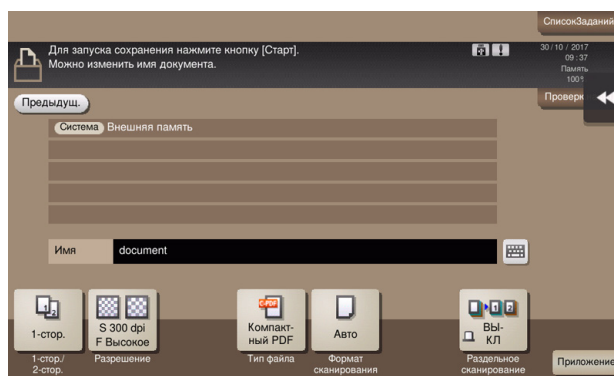 СписокЗаданий
Для запуска сохранения нажмите кнопку [Старт].
Можно изменить имя документа.
30/10 / 2017
09 : 37
Память
100%
Предыдущ.
Проверк
Система Внешняя память
Имя document
1-стор.
S 300 dpi
F Высокое
Компакт-
ный PDF
Авто
ВЫ-
КЛ
1-стор./
2-стор.
Разрешение
Тип файла
Формат
сканирования
Раздельное
сканирование
Приложение